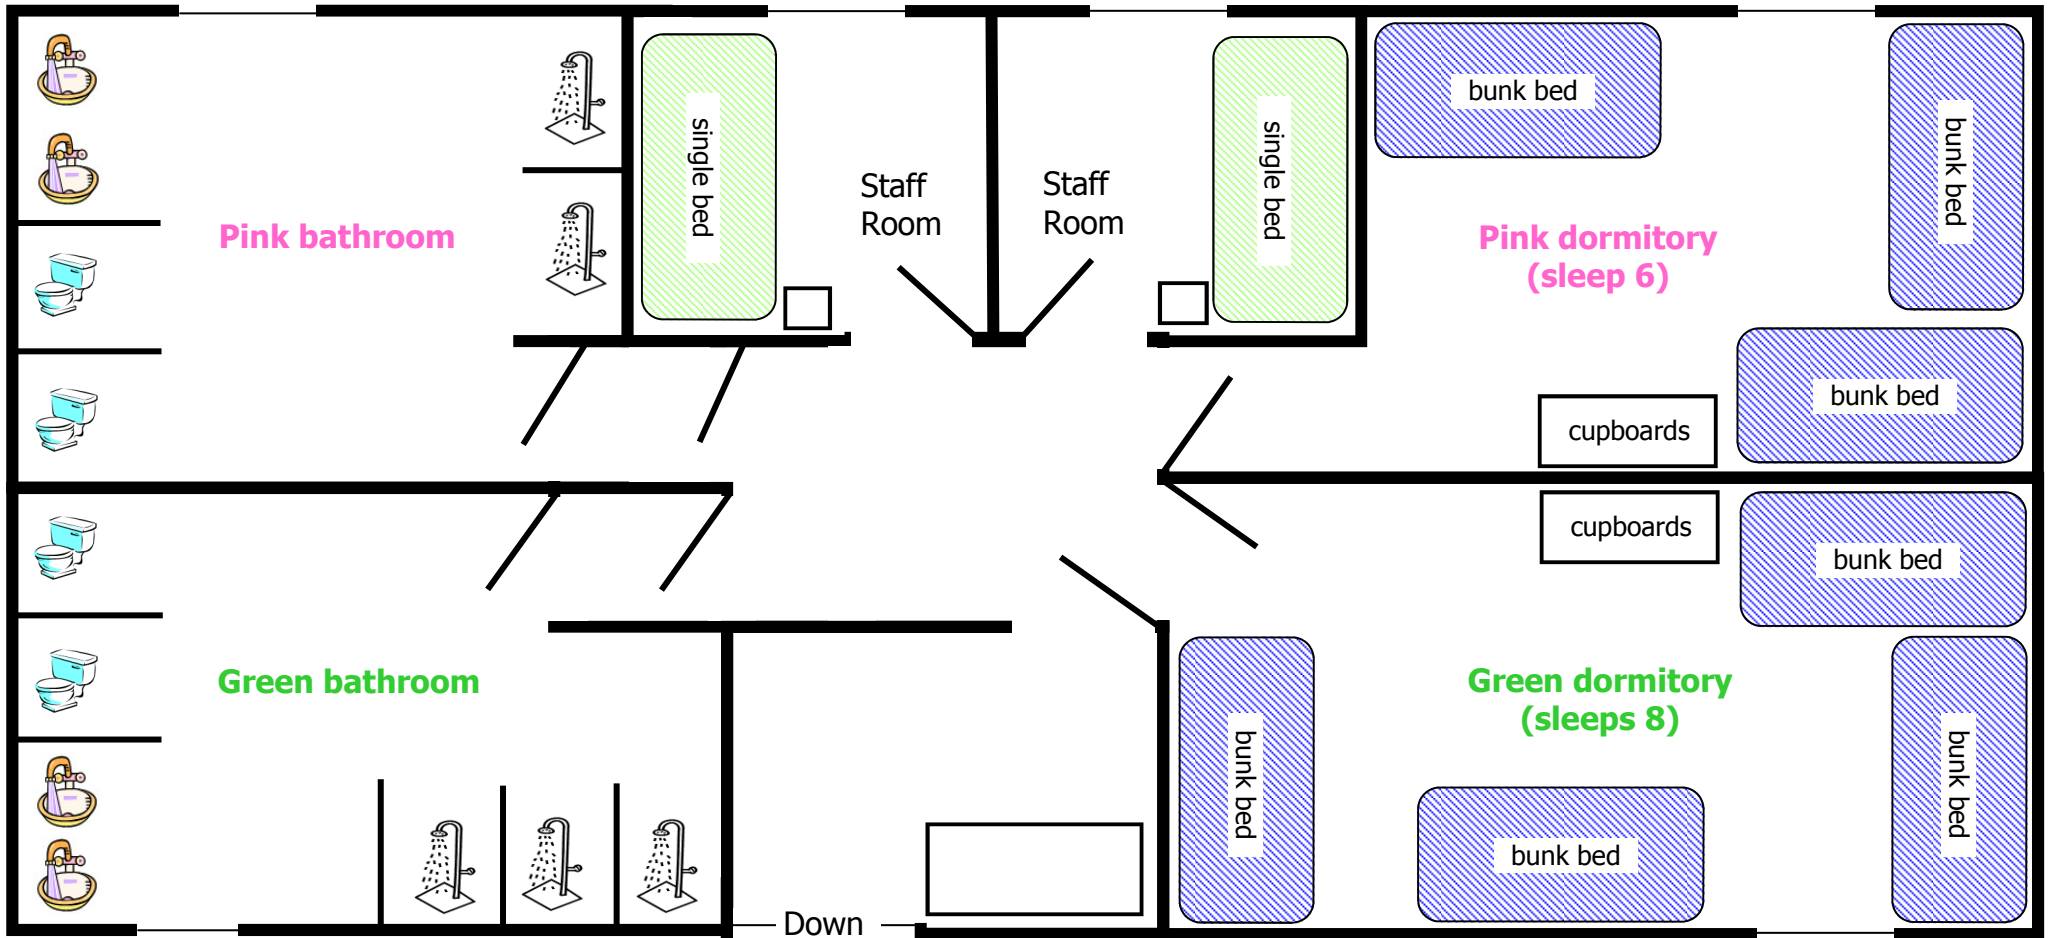 bunk bed
single bed
single bed
bunk bed
Staff
Room
Staff
Room
Pink bathroom
Pink dormitory
(sleep 6)
bunk bed
cupboards
cupboards
bunk bed
Green bathroom
Green dormitory
(sleeps 8)
bunk bed
bunk bed
bunk bed
Down